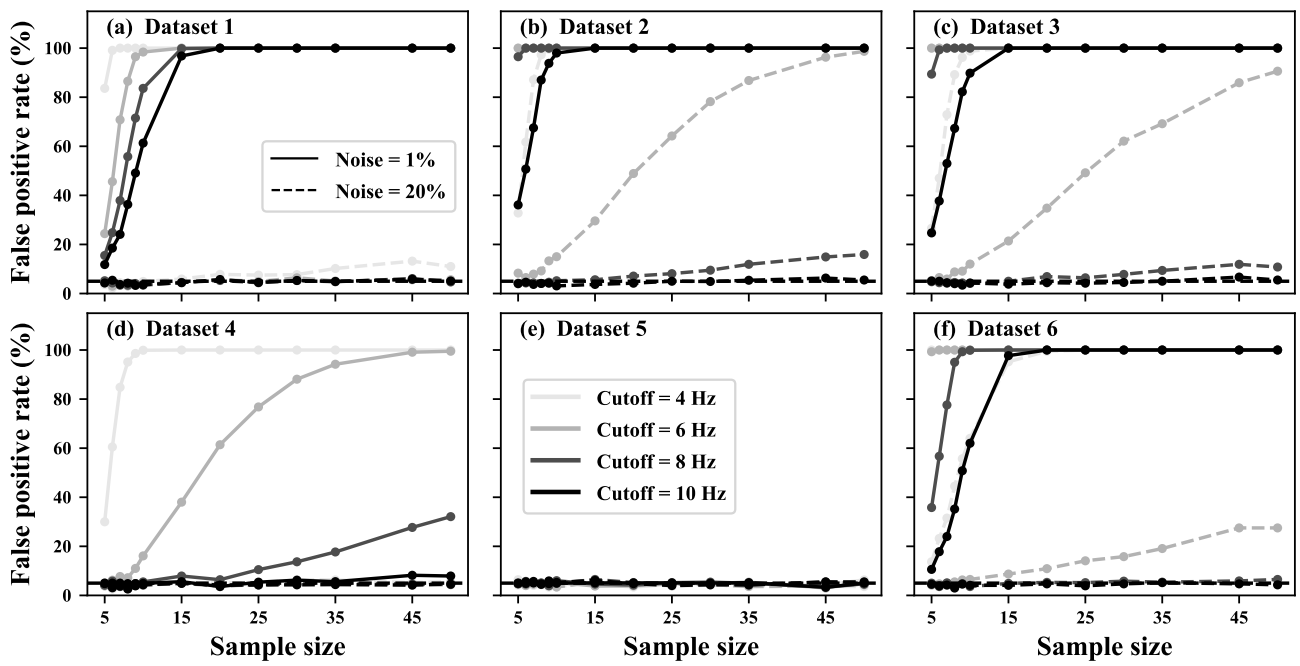 (a) Dataset 1
(b) Dataset 2
(c) Dataset 3
False positive rate (%)
100
80
60
40
20
0
Noise = 1%
Noise = 20%
(d) Dataset 4
(e) Dataset 5
(f) Dataset 6
False positive rate (%)
100
80
60
40
20
0
Cutoff = 4 Hz
Cutoff = 6 Hz
Cutoff = 8 Hz
Cutoff = 10 Hz
5 15 25 35 45
5 15 25 35 45
5 15 25 35 45
Sample size
Sample size
Sample size